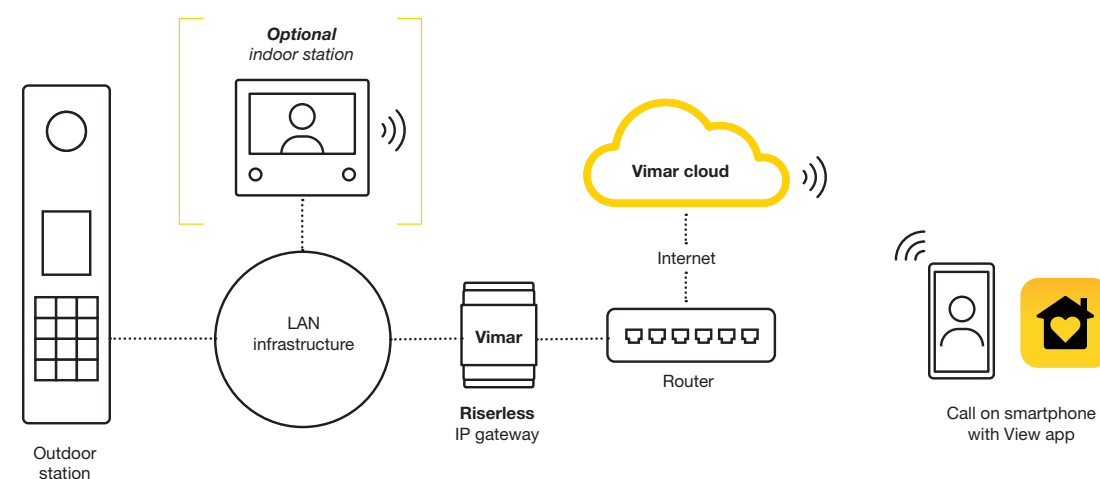 Optional
indoor station
Vimar cloud
Internet
LAN
infrastructure
Vimar
Router
Riserless
IP gateway
Outdoor
station
Call on smartphone
with View app